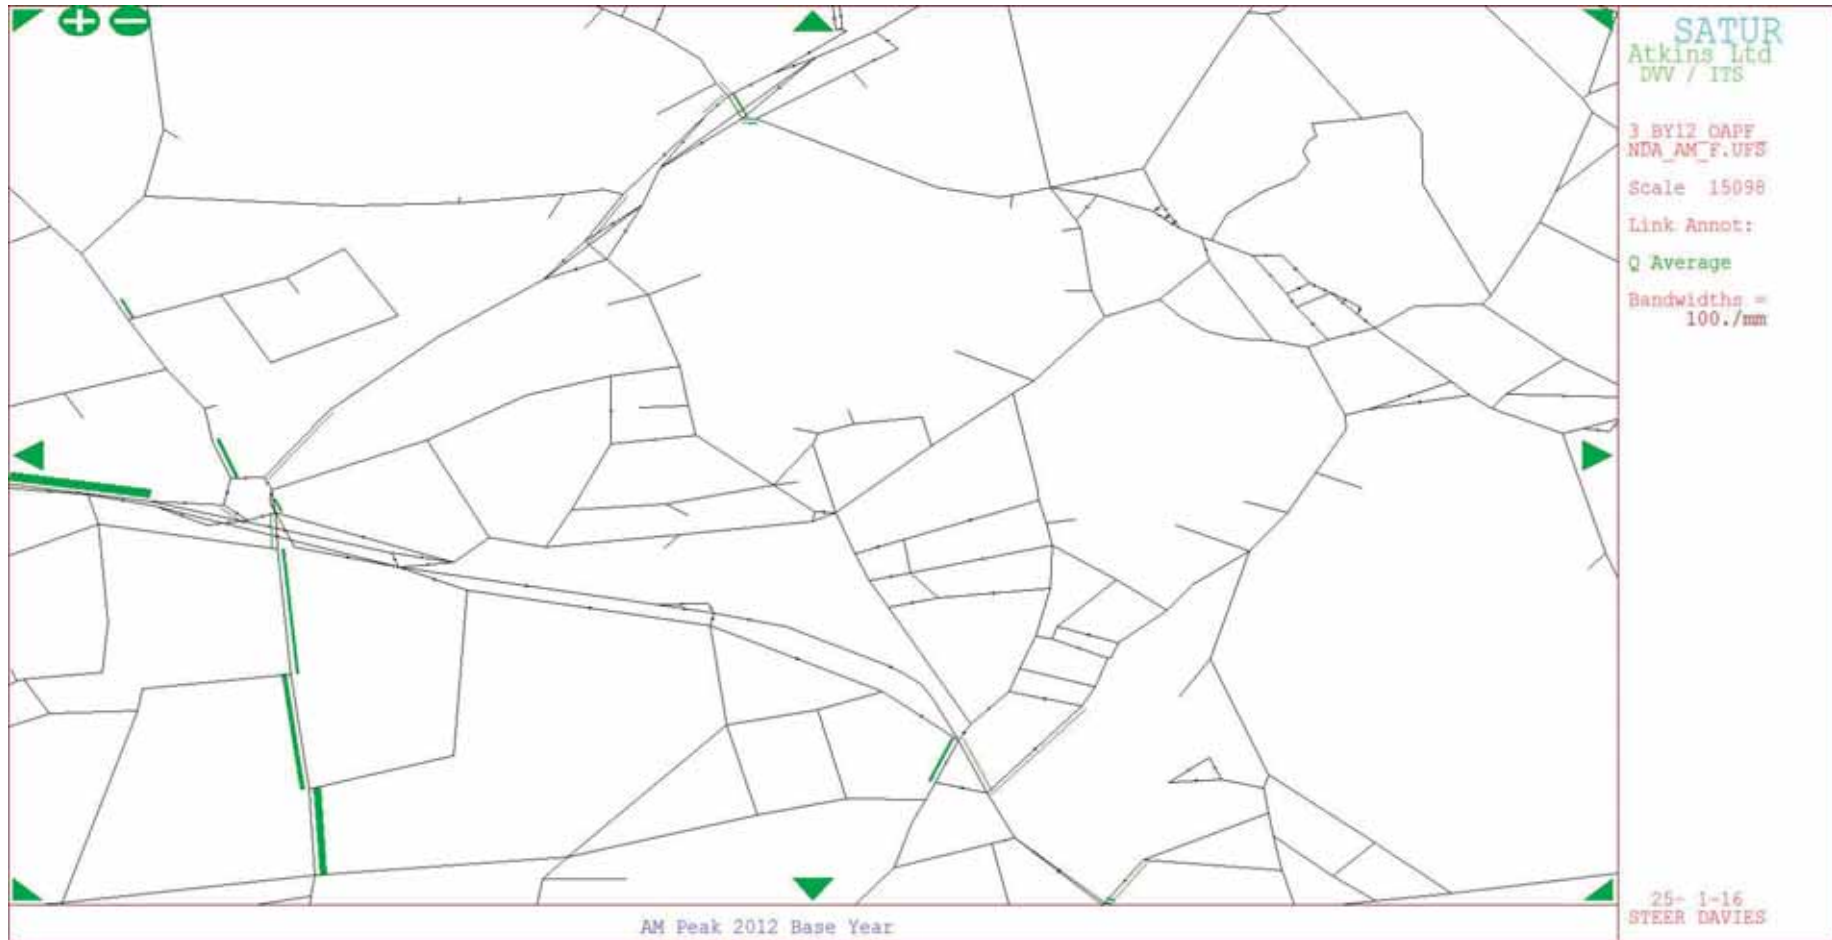 SATUR
Atkins Ltd
DVV / ITS
3_BY12_OAPF_
NDA_AM_F.UFS
Scale 15098
Link Annot:
Q Average
Bandwidths =
100./mm
25- 1-16
STEER DAVIES
AM Peak 2012 Base Year